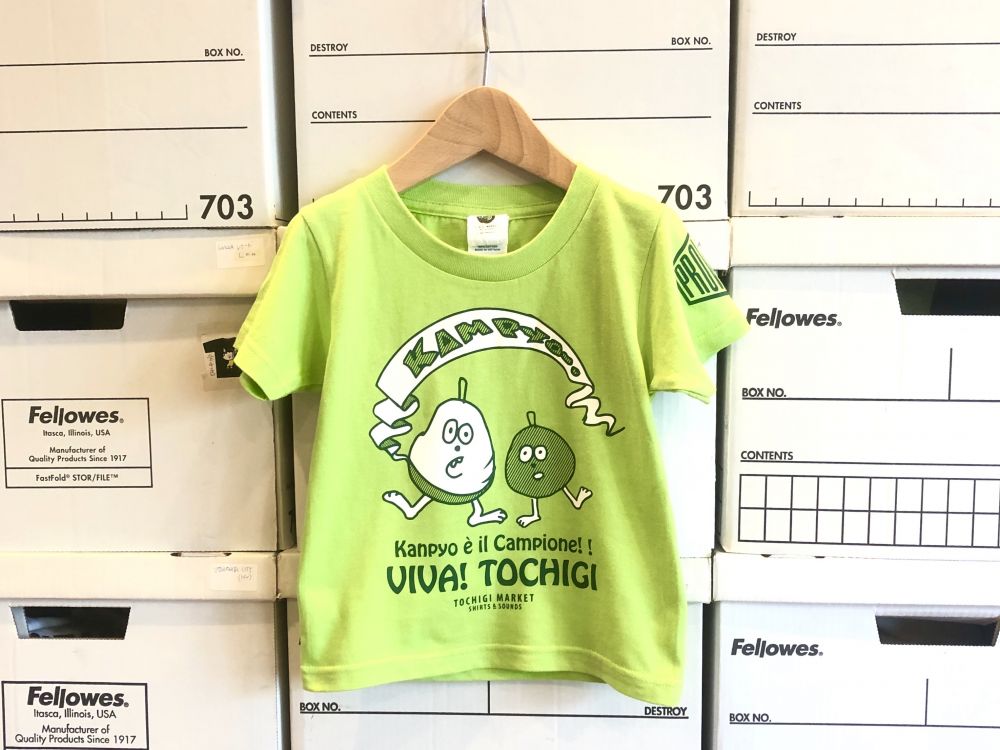 BOX NO.
703
DESTROY
BOX NO.
CONTENTS
703
DESTROY
CONTENTS
PRO
KAMPYO...
Kanpyo è il Campione! !
VIVA! TOCHIGI
TOCHIGI MARKET
SHIRTS & SOUNDS
Fellowes.
Itasca, Illinois, USA
Manufacturer of
Quality Products Since 1917
FastFold® STOR/FILE™
Fellowes®
BOX NO.
CONTENTS
Fellowes.
Itasca, Illinois, USA
Manufacturer of
Quality Products Since 1917
BOX NO.
DESTROY
Fellowes®
BOX NO.